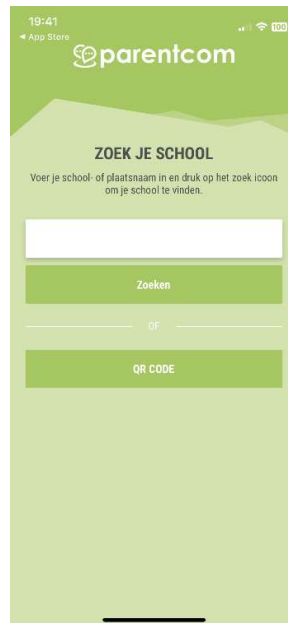 19:41
100
◀ App Store
parentcom
ZOEK JE SCHOOL
Voer je school- of plaatsnaam in en druk op het zoek icoon
om je school te vinden.
Zoeken
OF
QR CODE